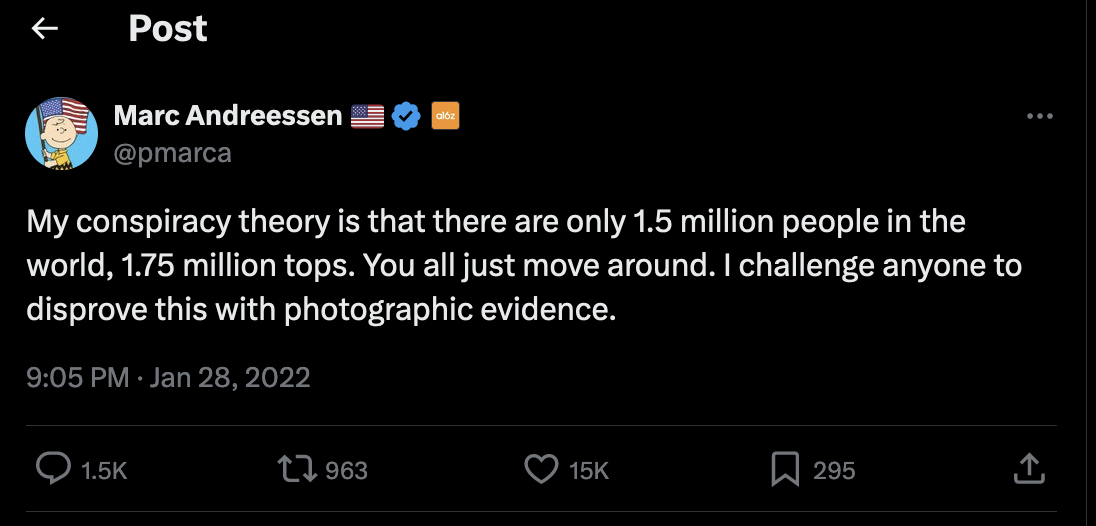 Post
Marc Andreessen 🇺🇸 a16z
@pmarca
My conspiracy theory is that there are only 1.5 million people in the
world, 1.75 million tops. You all just move around. I challenge anyone to
disprove this with photographic evidence.
9:05 PM · Jan 28, 2022
1.5K 963 15K 295